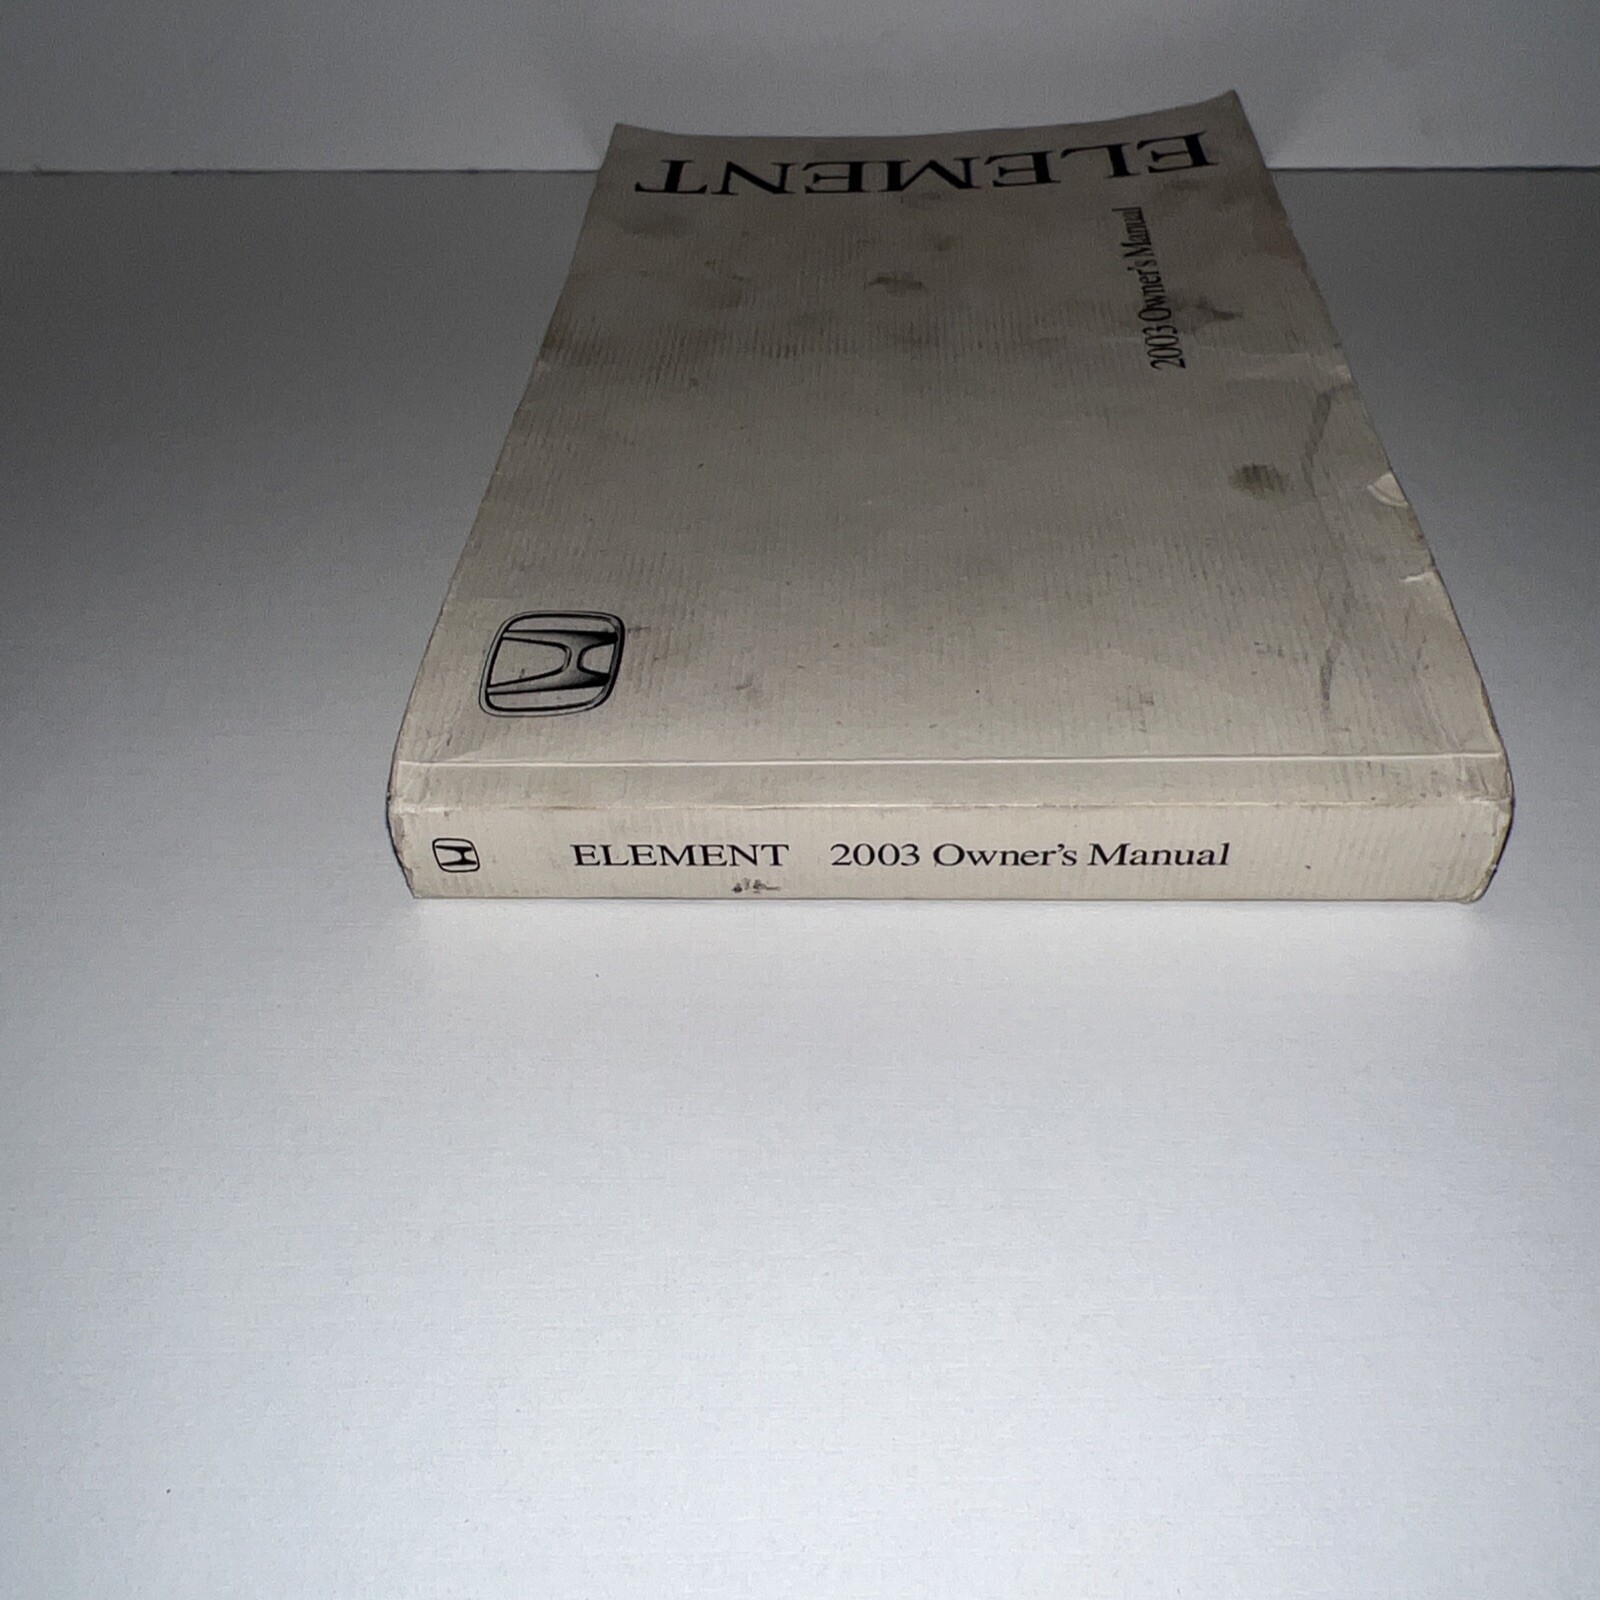 ELEMENT
2003 Owner's Manual
ELEMENT 2003 Owner's Manual